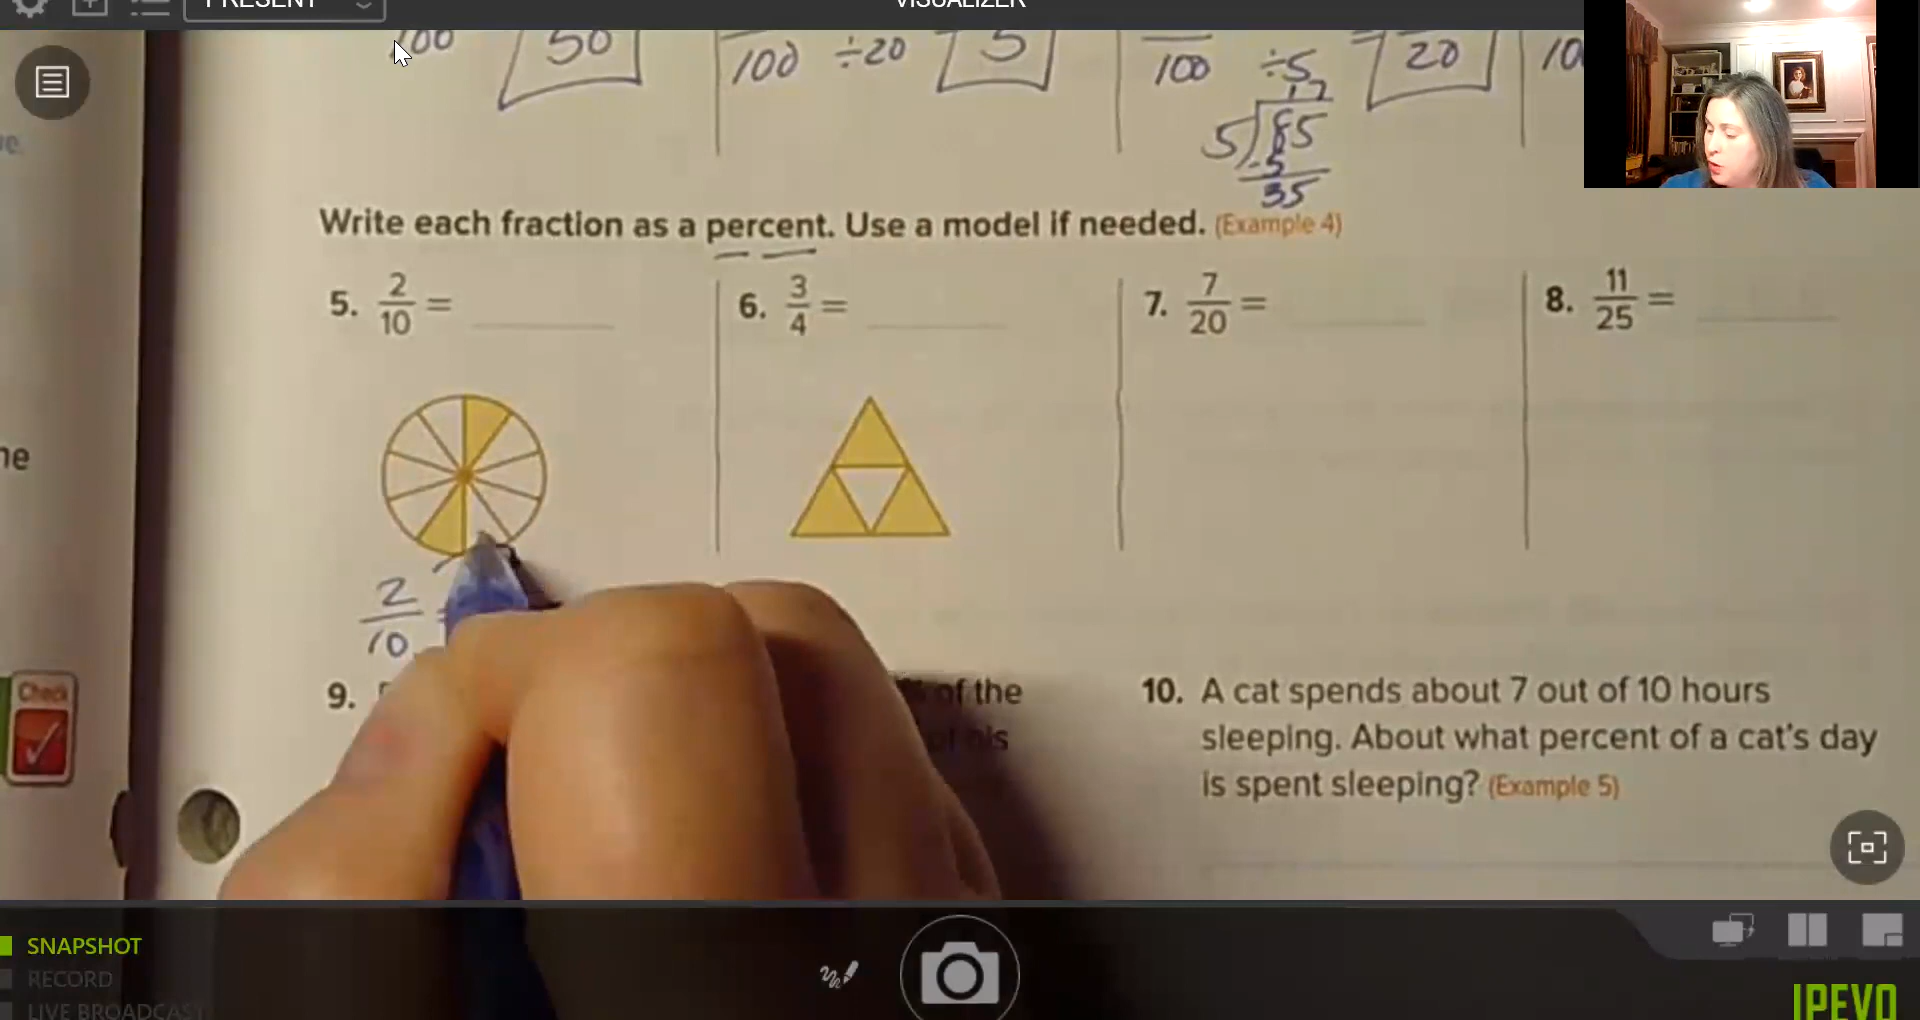 PRESENT
VISUALIZER
100 50
100 ÷20 5
100 ÷5 20
10
17
5 85
-5
35
Write each fraction as a percent. Use a model if needed. (Example 4)
5. 2/10 =
6. 3/4 =
7. 7/20 =
8. 11/25 =
2/10
he
Check
9. of the
10. A cat spends about 7 out of 10 hours
sleeping. About what percent of a cat's day
is spent sleeping? (Example 5)
SNAPSHOT
RECORD
LIVE BROADCAST
IPEVO